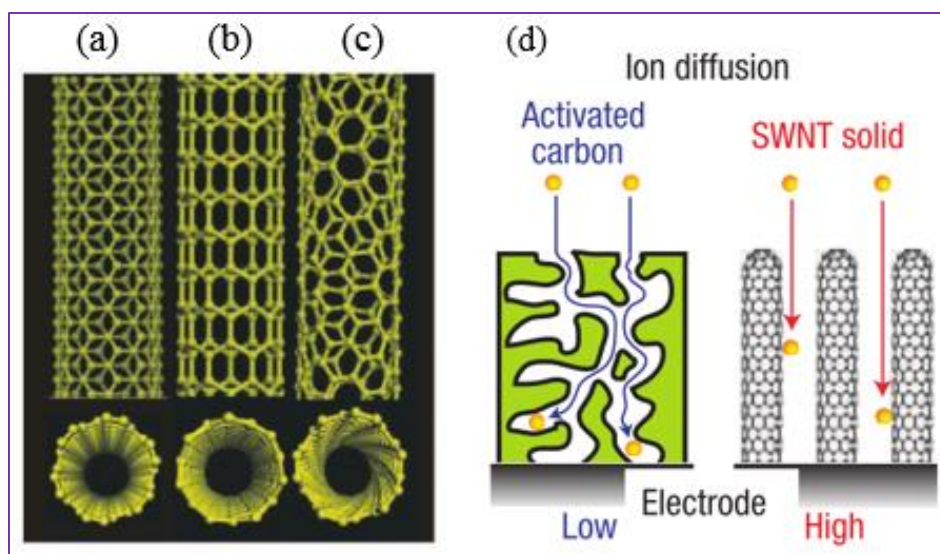 (a)
(b)
(c)
(d)
Ion diffusion
Activated
carbon
SWNT solid
Electrode
Low
High